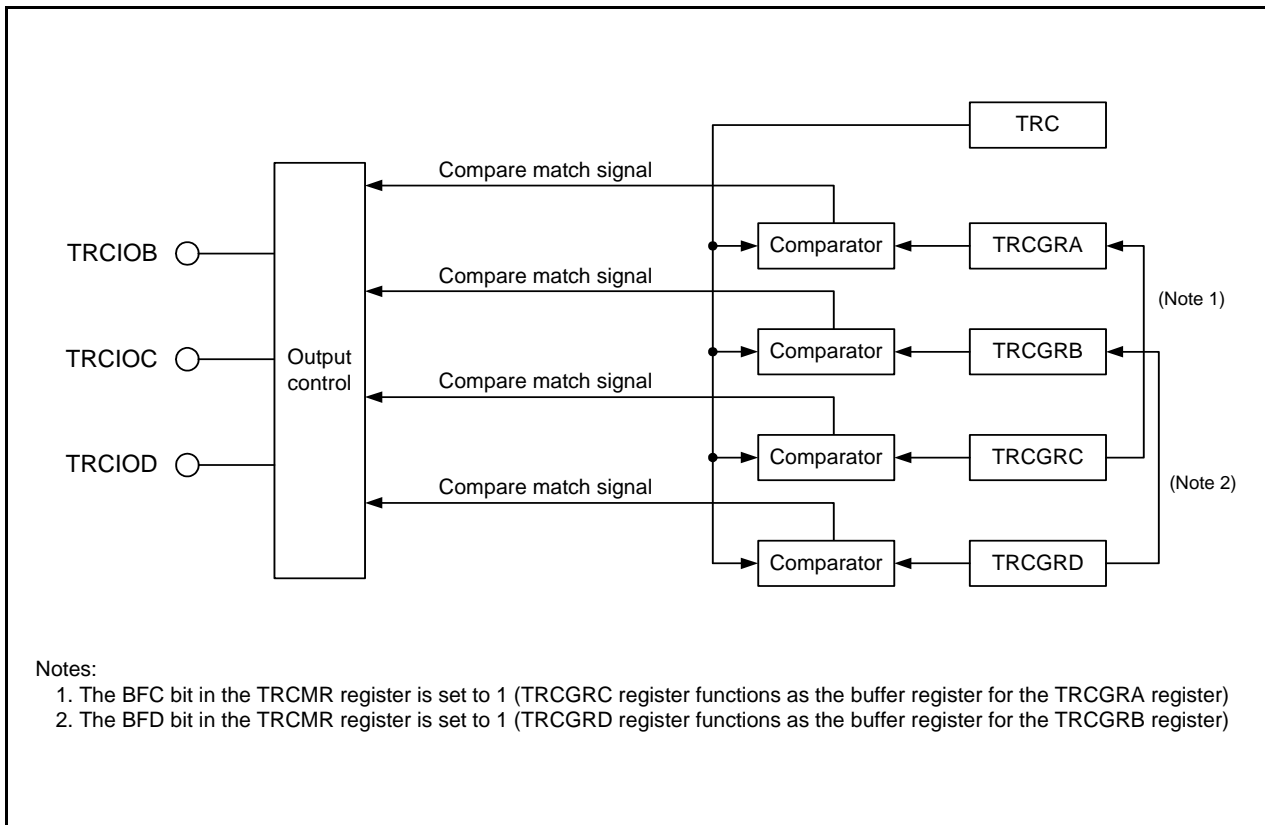 TRC
Compare match signal
Comparator
TRCGRA
TRCIOB
Compare match signal
(Note 1)
Comparator
TRCGRB
TRCIOC
Output
control
Compare match signal
Comparator
TRCGRC
TRCIOD
Compare match signal
(Note 2)
Comparator
TRCGRD
Notes:
1. The BFC bit in the TRCMR register is set to 1 (TRCGRC register functions as the buffer register for the TRCGRA register)
2. The BFD bit in the TRCMR register is set to 1 (TRCGRD register functions as the buffer register for the TRCGRB register)